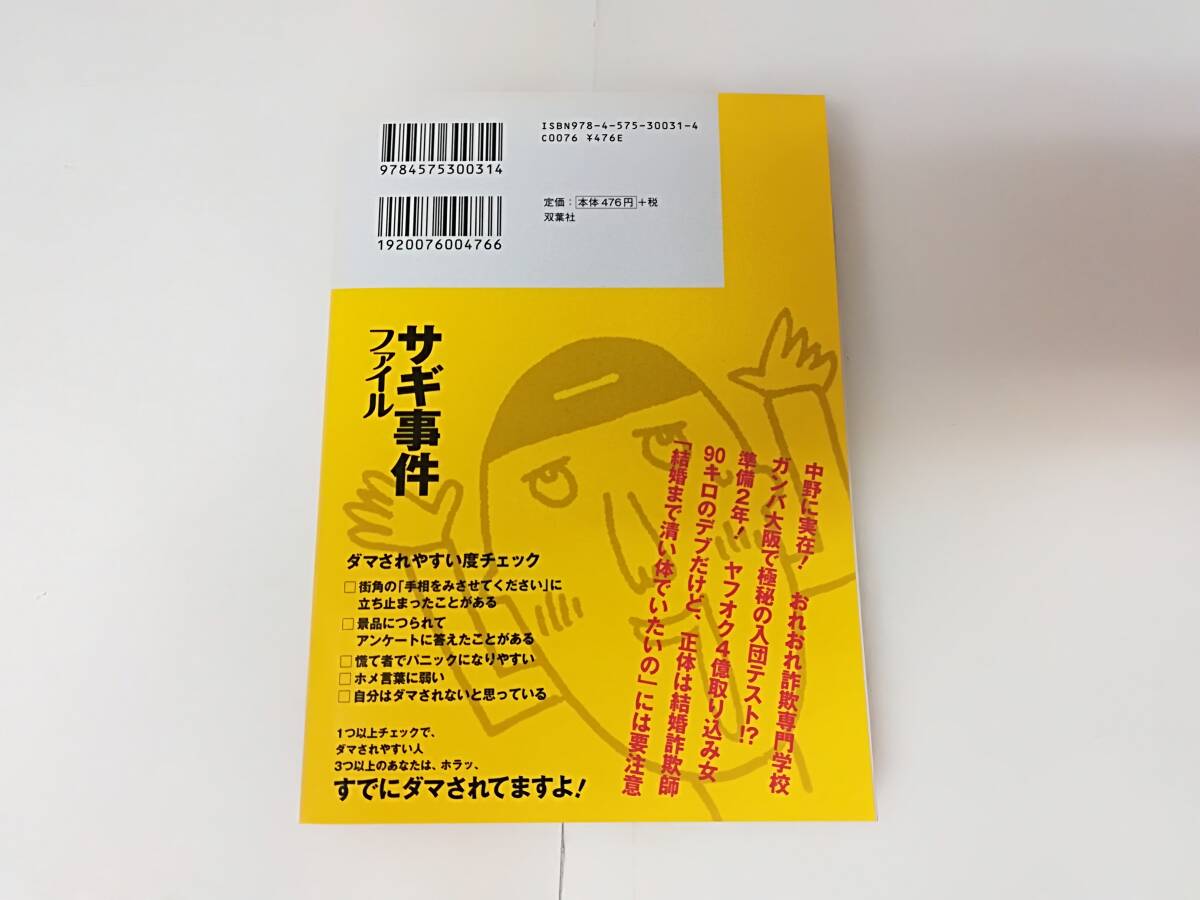 ISBN978-4-575-30031-4
C0076 ¥476E
9784575300314
定価：本体476円+税
双葉社
1920076004766
サギ事件
ファイル
中野に実在！ おれおれ詐欺専門学校
ガンバ大阪で極秘の入団テスト!?
準備2年！ ヤフオク4億取り込み女
90キロのデブだけど、正体は結婚詐欺師
「結婚まで清い体でいたいの」には要注意
ダマされやすい度チェック
□街角の「手相をみさせてください」に
立ち止まったことがある
□景品につられて
アンケートに答えたことがある
□慌て者でパニックになりやすい
□ホメ言葉に弱い
□自分はダマされないと思っている
1つ以上チェックで、
ダマされやすい人
3つ以上のあなたは、ホラッ、
すでにダマされてますよ！